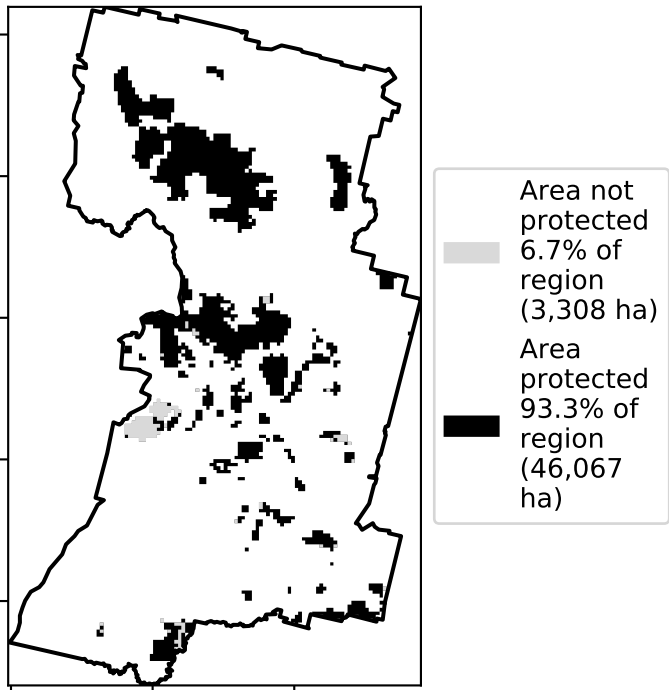 Area not
protected
6.7% of
region
(3,308 ha)
Area
protected
93.3% of
region
(46,067
ha)